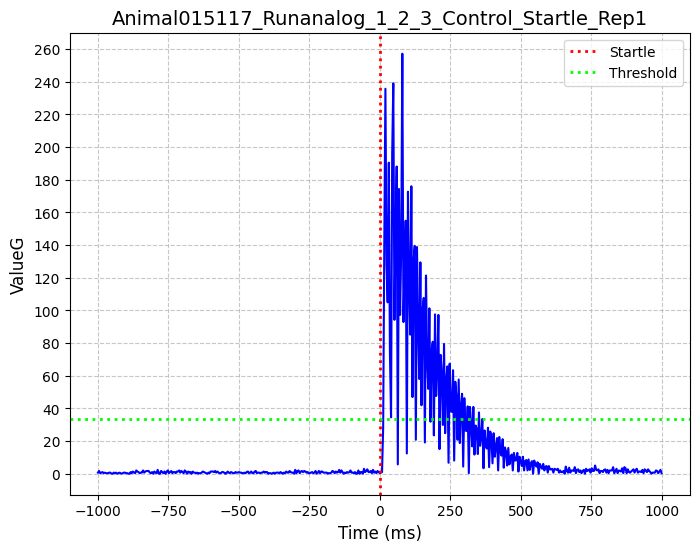 Animal015117_Runanalog_1_2_3_Control_Startle_Rep1
Startle
Threshold
ValueG
260
240
220
200
180
160
140
120
100
80
60
40
20
0
−1000 −750 −500 −250 0 250 500 750 1000
Time (ms)